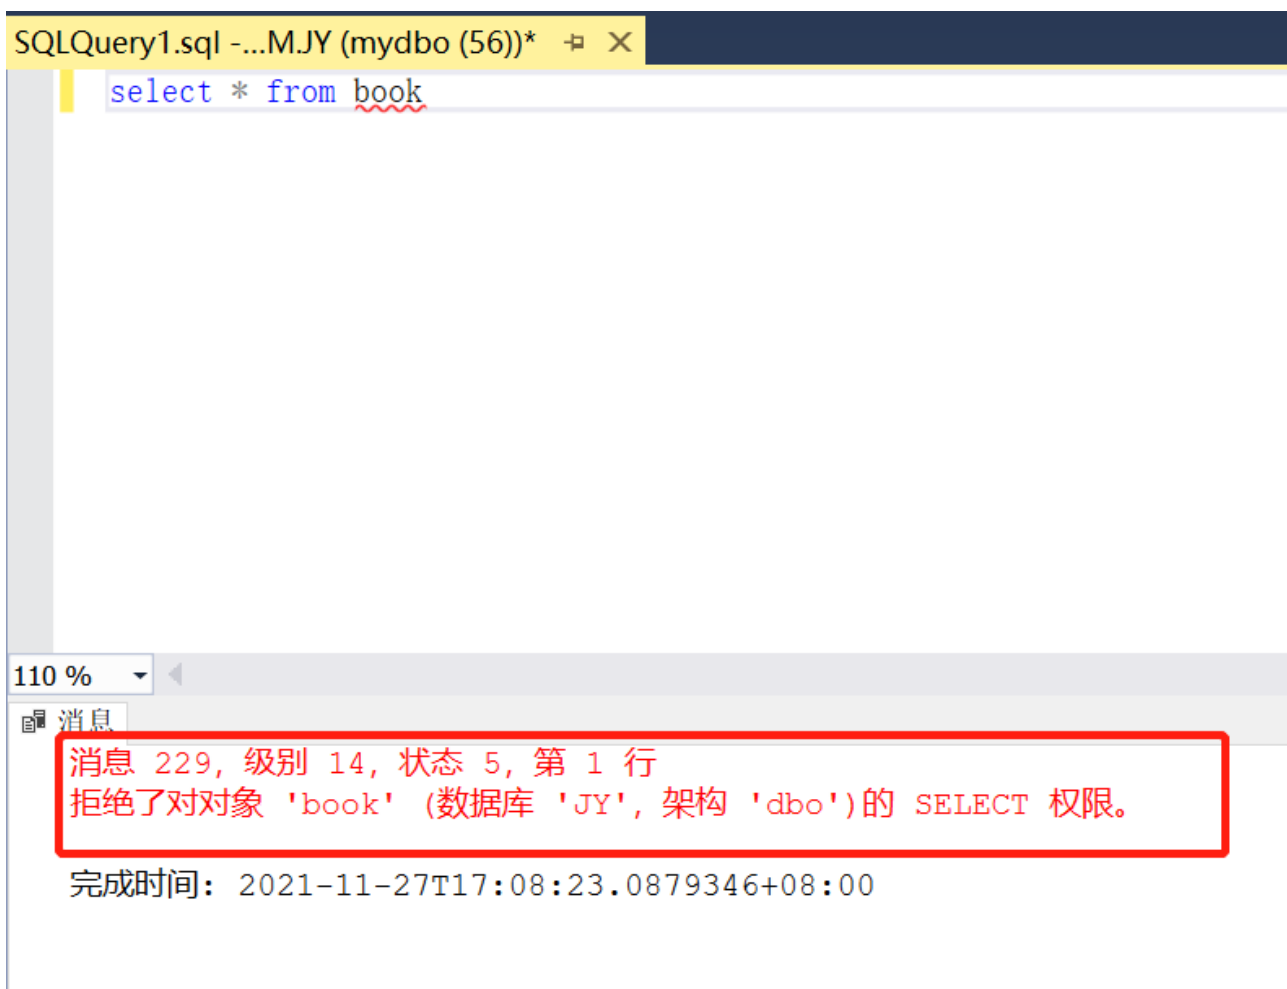 SQLQuery1.sql -...M.JY (mydbo (56))*
select * from book
110 %
消息
消息 229, 级别 14, 状态 5, 第 1 行
拒绝了对对象 'book' (数据库 'JY', 架构 'dbo')的 SELECT 权限。
完成时间: 2021-11-27T17:08:23.0879346+08:00